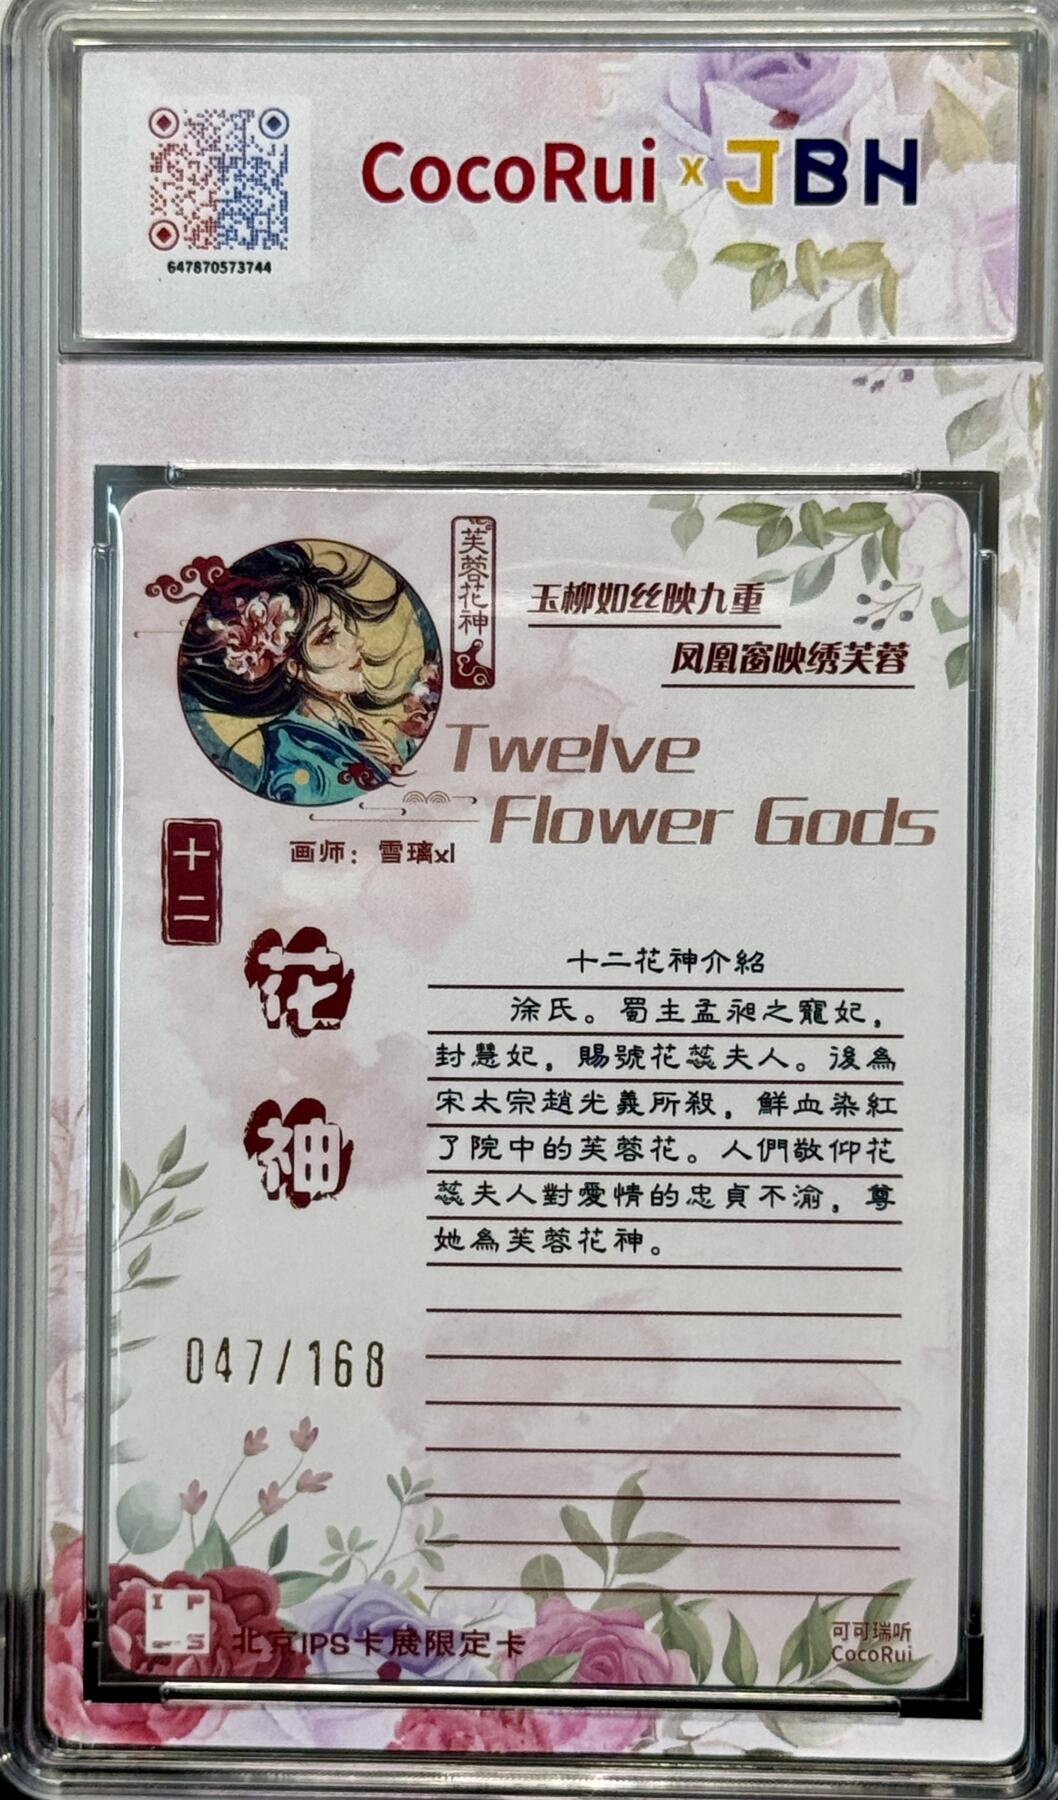 CocoRui x JBH
647870573744
芙蓉花神
玉柳如丝映九重
凤凰窗映绣芙蓉
Twelve
Flower Gods
画师：雪璃xl
十二
花神
十二花神介紹
徐氏。蜀主孟昶之寵妃，
封慧妃，賜號花蕊夫人。後為
宋太宗趙光義所殺，鮮血染紅
了院中的芙蓉花。人們敬仰花
蕊夫人對愛情的忠貞不渝，尊
她為芙蓉花神。
047/168
IPS
北京IPS卡展限定卡
可可瑞听
CocoRui